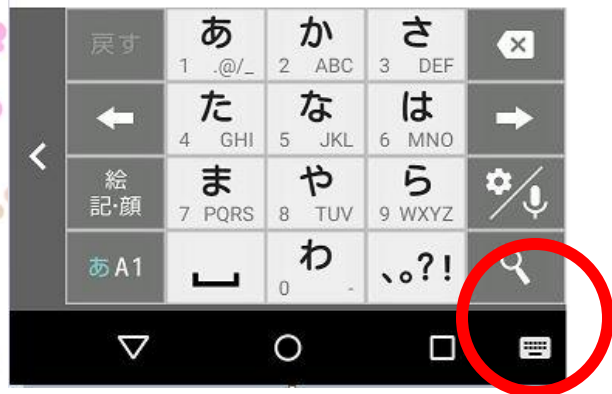 戻す あ か さ
1 .@/_ 2 ABC 3 DEF
た な は
4 GHI 5 JKL 6 MNO
絵 ま や ら
記·顔 7 PQRS 8 TUV 9 WXYZ
あA1 わ 、。?!
0 -